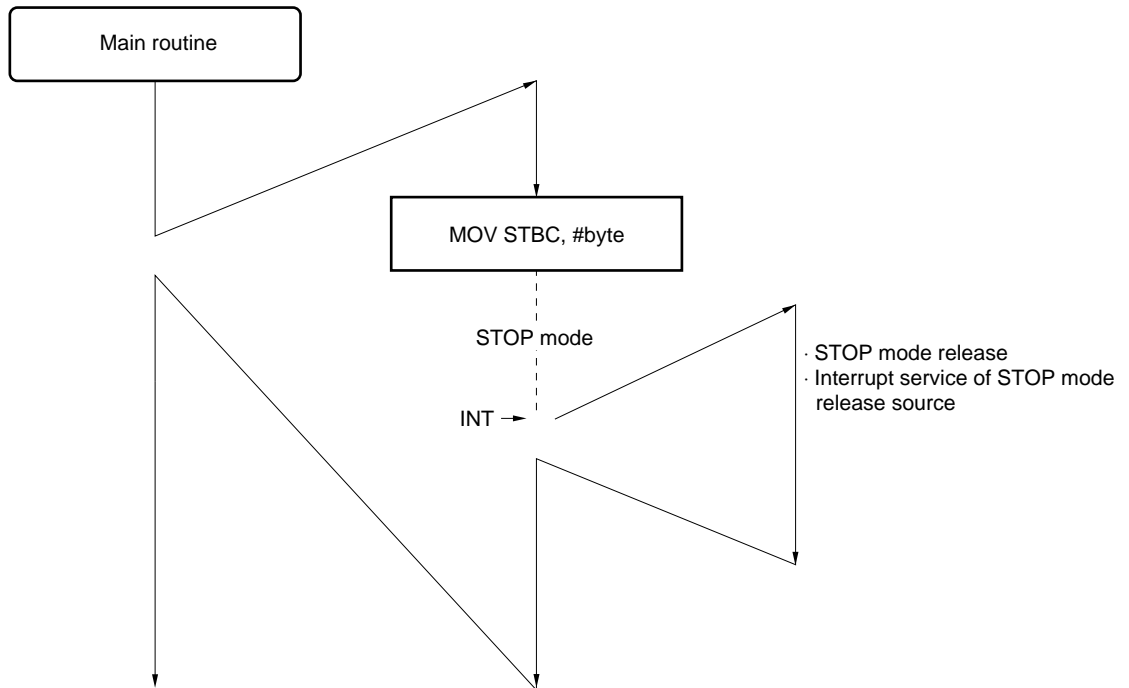 Main routine
MOV STBC, #byte
STOP mode
· STOP mode release
· Interrupt service of STOP mode
release source
INT